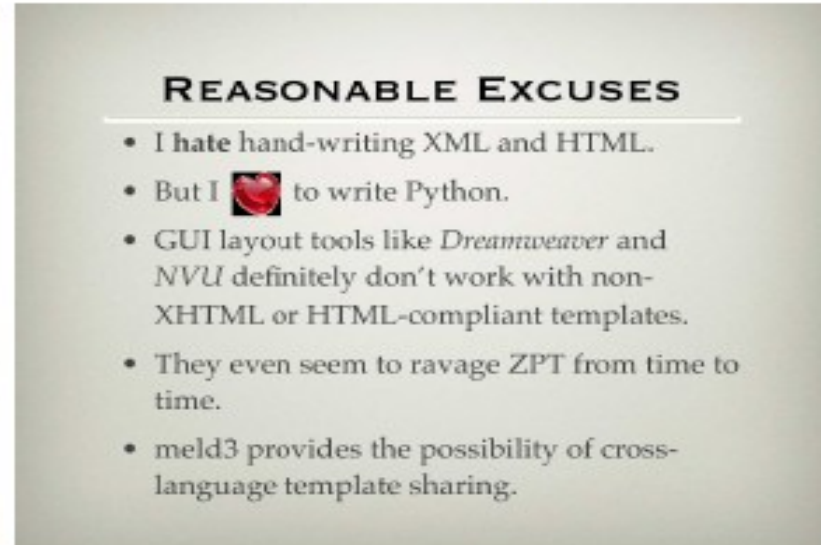 REASONABLE EXCUSES
• I hate hand-writing XML and HTML.
• But I to write Python.
• GUI layout tools like Dreamweaver and
NVU definitely don't work with non-
XHTML or HTML-compliant templates.
• They even seem to ravage ZPT from time to
time.
• meld3 provides the possibility of cross-
language template sharing.